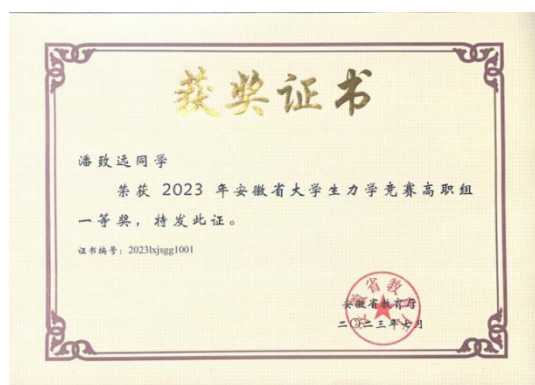 获奖证书
潘致远同学
荣获 2023 年安徽省大学生力学竞赛高职组
一等奖，特发此证。
证书编号：2023lxjsgg1001
安徽省教育厅
二〇二三年七月